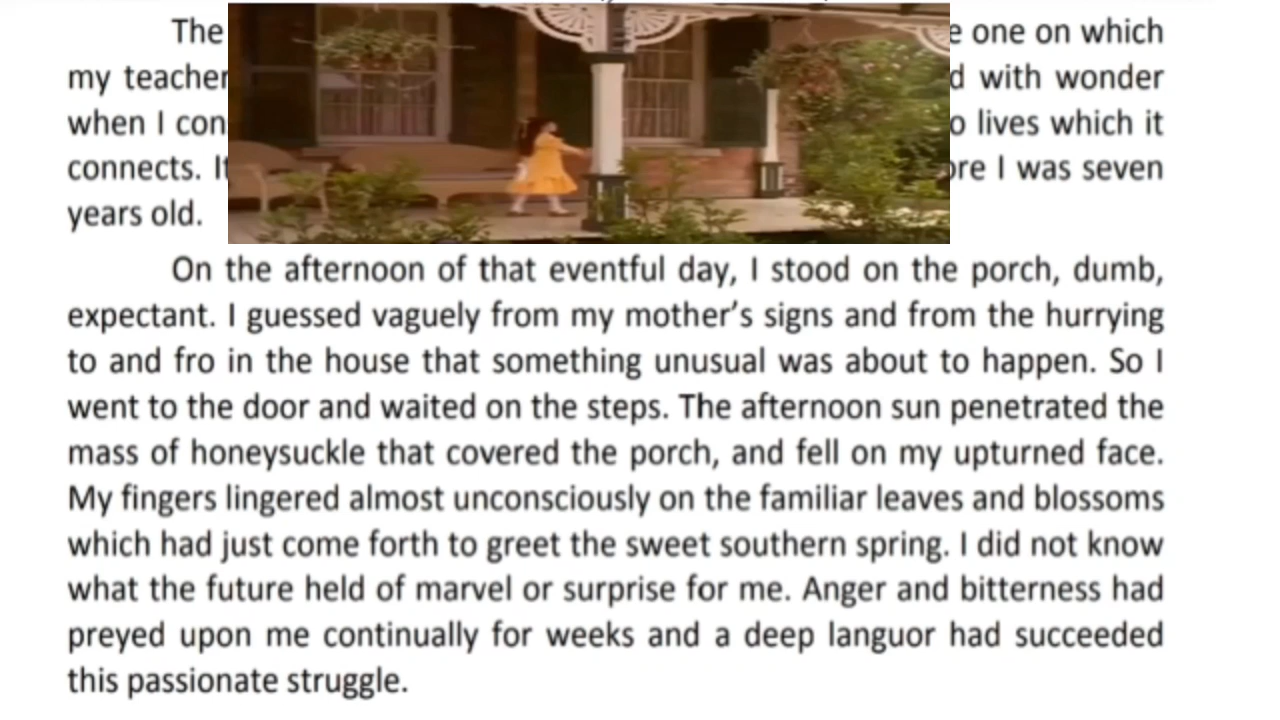 The e one on which
my teacher d with wonder
when I con o lives which it
connects. It ore I was seven
years old.
On the afternoon of that eventful day, I stood on the porch, dumb,
expectant. I guessed vaguely from my mother's signs and from the hurrying
to and fro in the house that something unusual was about to happen. So I
went to the door and waited on the steps. The afternoon sun penetrated the
mass of honeysuckle that covered the porch, and fell on my upturned face.
My fingers lingered almost unconsciously on the familiar leaves and blossoms
which had just come forth to greet the sweet southern spring. I did not know
what the future held of marvel or surprise for me. Anger and bitterness had
preyed upon me continually for weeks and a deep languor had succeeded
this passionate struggle.